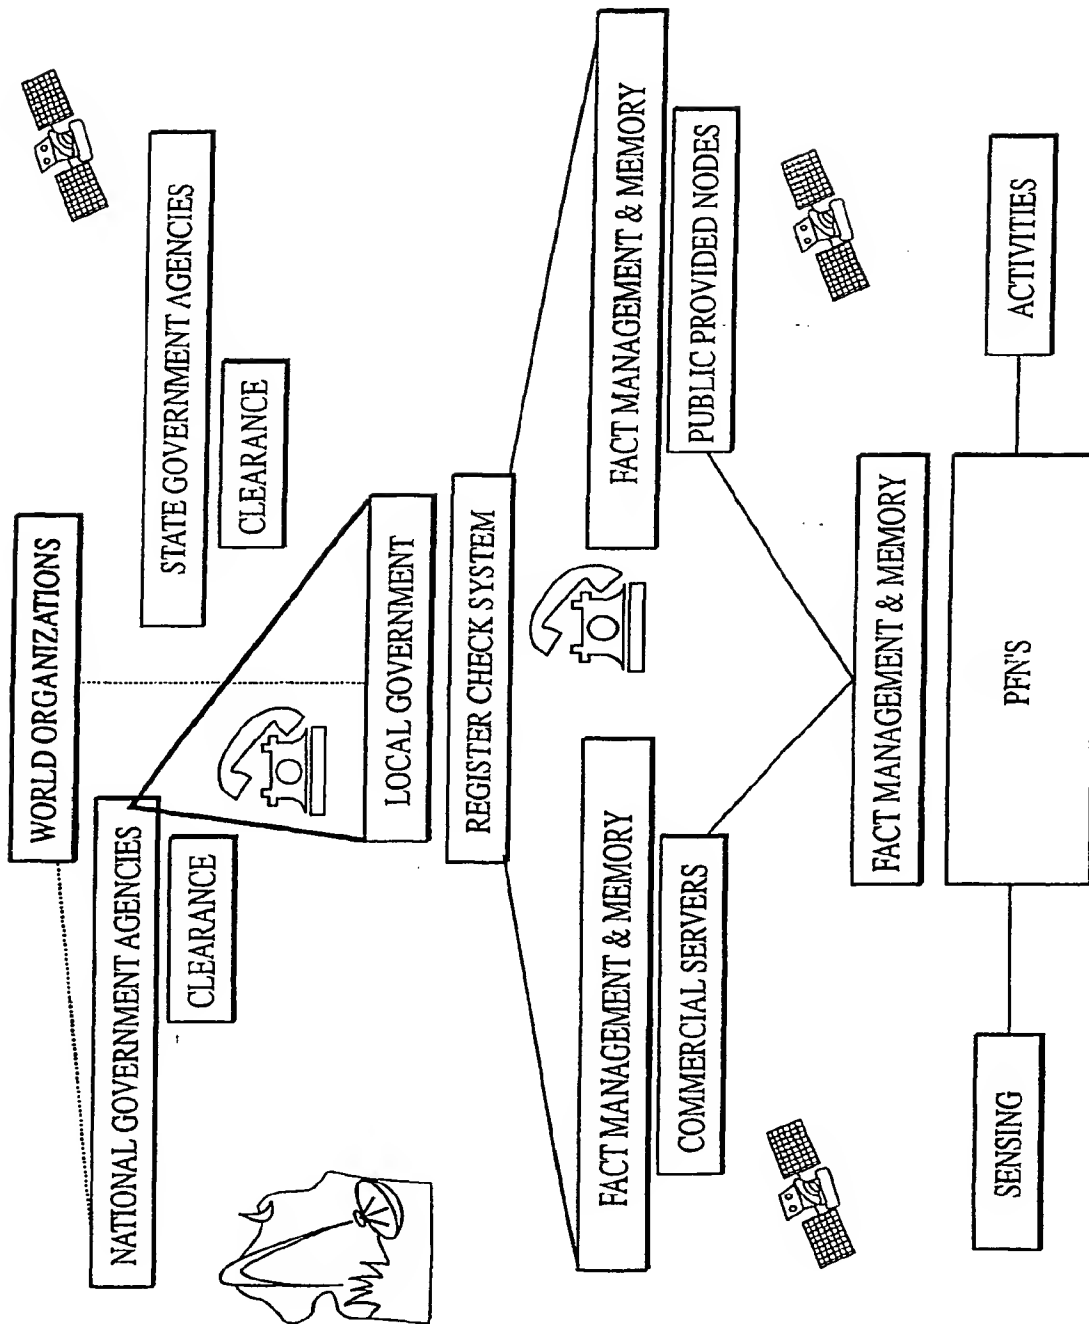 WORLD ORGANIZATIONS
NATIONAL GOVERNMENT AGENCIES
STATE GOVERNMENT AGENCIES
CLEARANCE
CLEARANCE
LOCAL GOVERNMENT
REGISTER CHECK SYSTEM
FACT MANAGEMENT & MEMORY
FACT MANAGEMENT & MEMORY
COMMERCIAL SERVERS
PUBLIC PROVIDED NODES
FACT MANAGEMENT & MEMORY
SENSING
PFN'S
ACTIVITIES